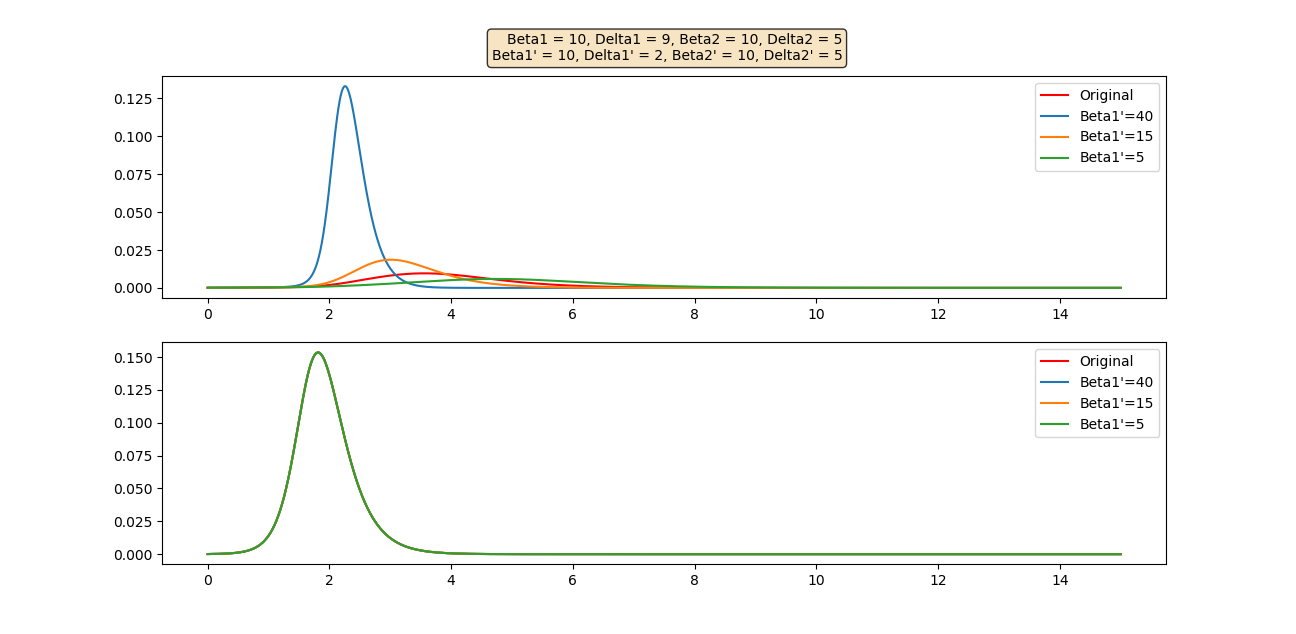 Beta1 = 10, Delta1 = 9, Beta2 = 10, Delta2 = 5
Beta1' = 10, Delta1' = 2, Beta2' = 10, Delta2' = 5
0.125
0.100
0.075
0.050
0.025
0.000
0 2 4 6 8 10 12 14
Original
Beta1'=40
Beta1'=15
Beta1'=5
0.150
0.125
0.100
0.075
0.050
0.025
0.000
0 2 4 6 8 10 12 14
Original
Beta1'=40
Beta1'=15
Beta1'=5